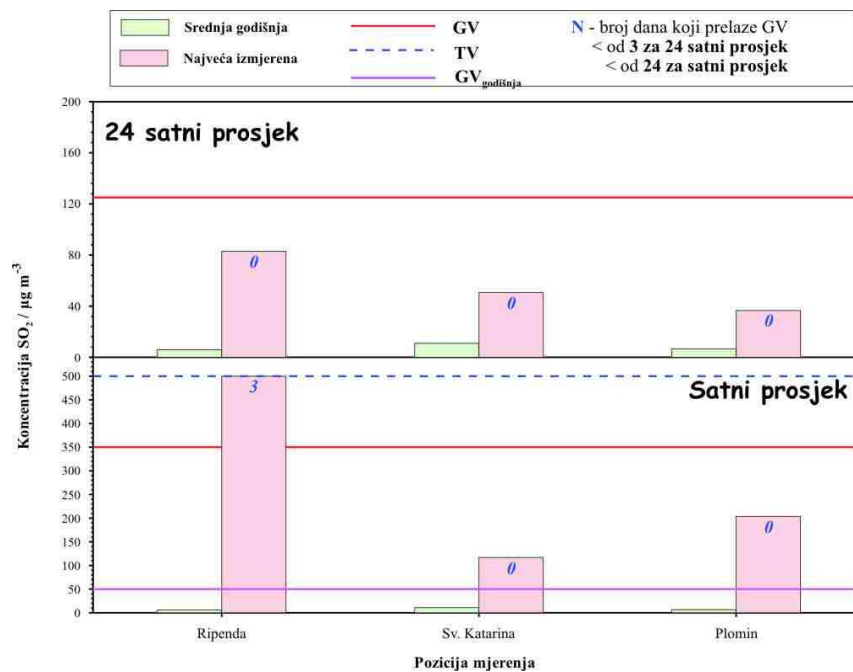 Srednja godišnja
Najveća izmjerena
GV
TV
GVgodišnja
N - broj dana koji prelaze GV
< od 3 za 24 satni prosjek
< od 24 za satni prosjek
24 satni prosjek
200
160
120
80
40
0
0
0
0
Satni prosjek
500
450
400
350
300
250
200
150
100
50
0
3
0
0
Koncentracija SO2 / µg m-3
Ripenda
Sv. Katarina
Plomin
Pozicija mjerenja